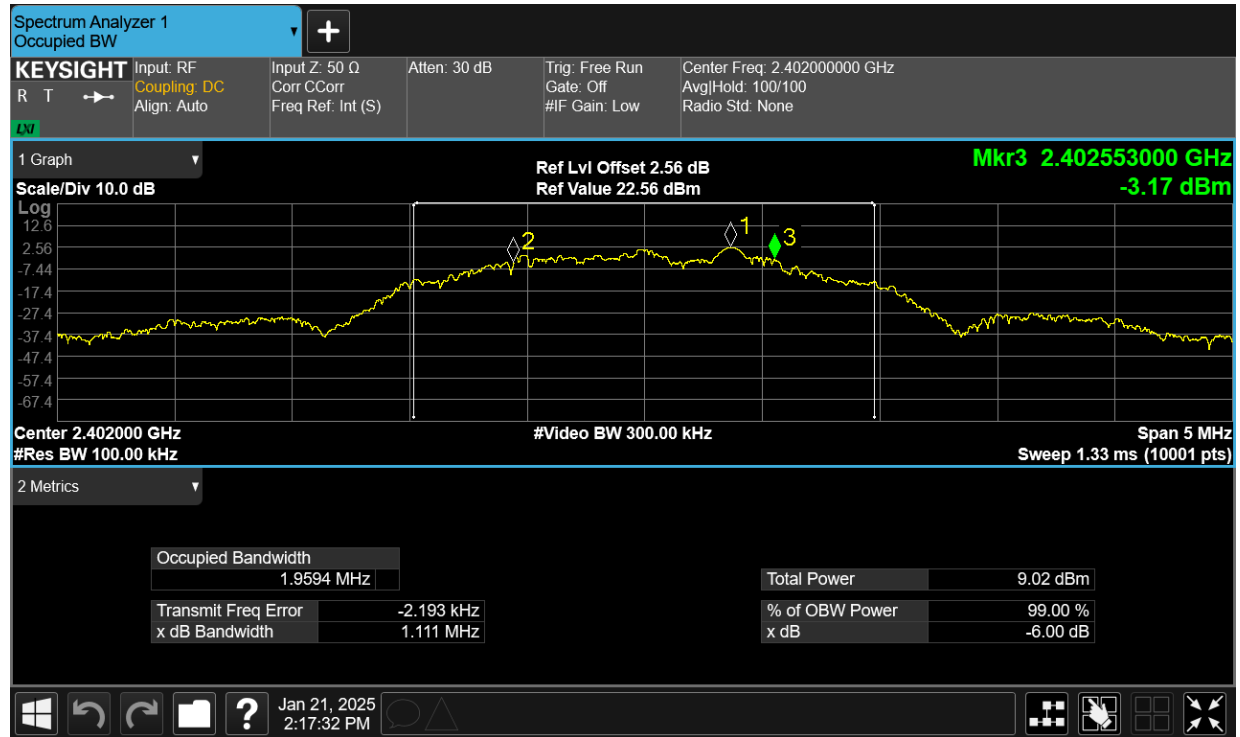 Spectrum Analyzer 1
Occupied BW
KEYSIGHT
R T
LXI
Input: RF
Coupling: DC
Align: Auto
Input Z: 50 Ω
Corr CCorr
Freq Ref: Int (S)
Atten: 30 dB
Trig: Free Run
Gate: Off
#IF Gain: Low
Center Freq: 2.402000000 GHz
Avg|Hold: 100/100
Radio Std: None
1 Graph
Scale/Div 10.0 dB
Ref Lvl Offset 2.56 dB
Ref Value 22.56 dBm
Mkr3 2.402553000 GHz
-3.17 dBm
Log
12.6
2.56
-7.44
-17.4
-27.4
-37.4
-47.4
-57.4
-67.4
2
1
3
Center 2.402000 GHz
#Res BW 100.00 kHz
#Video BW 300.00 kHz
Span 5 MHz
Sweep 1.33 ms (10001 pts)
2 Metrics
Occupied Bandwidth
1.9594 MHz
Transmit Freq Error -2.193 kHz
x dB Bandwidth 1.111 MHz
Total Power 9.02 dBm
% of OBW Power 99.00 %
x dB -6.00 dB
?
Jan 21, 2025
2:17:32 PM